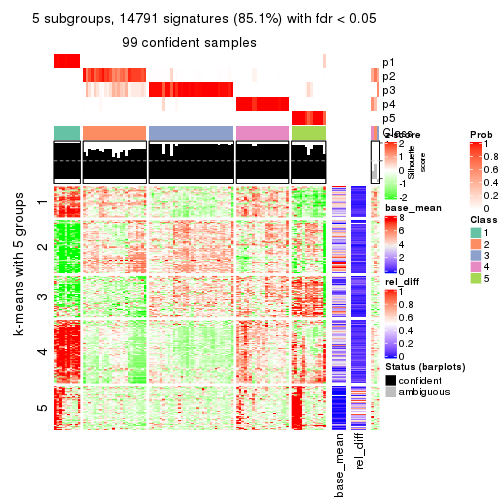 5 subgroups, 14791 signatures (85.1%) with fdr < 0.05
99 confident samples
p1
p2
p3
p4
p5
Class
k-means with 5 groups
1
2
3
4
5
Silhouette
score
z-score
2
1
0
-1
-2
base_mean
8
6
4
2
0
rel_diff
1
0.8
0.6
0.4
0.2
0
Status (barplots)
confident
ambiguous
Prob
1
0.8
0.6
0.4
0.2
0
Class
1
2
3
4
5
base_mean
rel_diff